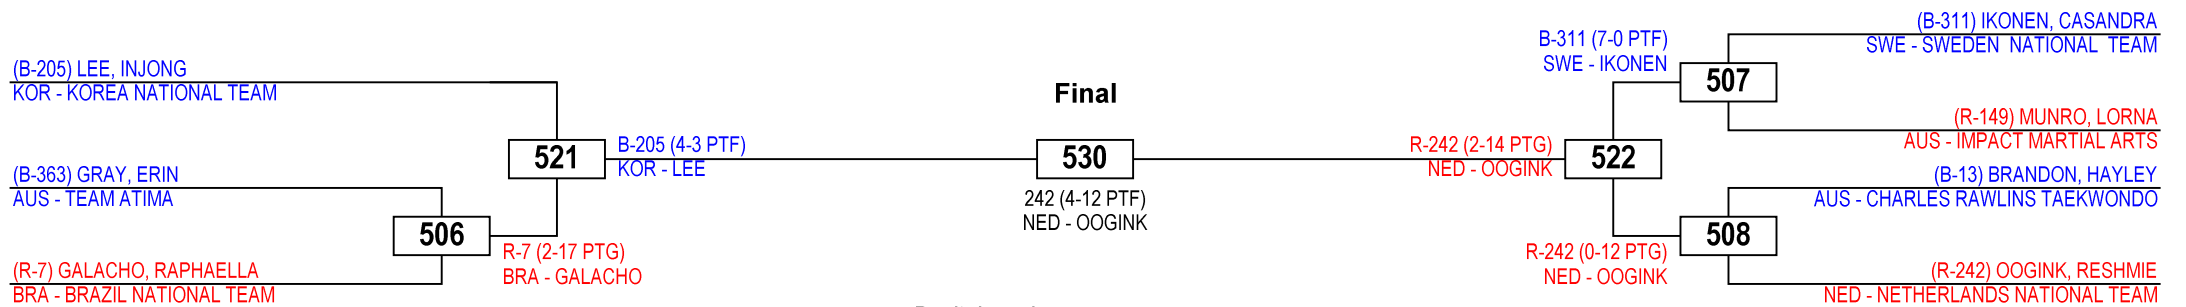 (B-205) LEE, INJONG
KOR - KOREA NATIONAL TEAM
(B-363) GRAY, ERIN
AUS - TEAM ATIMA
(R-7) GALACHO, RAPHAELLA
BRA - BRAZIL NATIONAL TEAM
506
R-7 (2-17 PTG)
BRA - GALACHO
521
B-205 (4-3 PTF)
KOR - LEE
Final
530
242 (4-12 PTF)
NED - OOGINK
R-242 (2-14 PTG)
NED - OOGINK
522
B-311 (7-0 PTF)
SWE - IKONEN
R-242 (0-12 PTG)
NED - OOGINK
507
508
(B-311) IKONEN, CASANDRA
SWE - SWEDEN NATIONAL TEAM
(R-149) MUNRO, LORNA
AUS - IMPACT MARTIAL ARTS
(B-13) BRANDON, HAYLEY
AUS - CHARLES RAWLINS TAEKWONDO
(R-242) OOGINK, RESHMIE
NED - NETHERLANDS NATIONAL TEAM